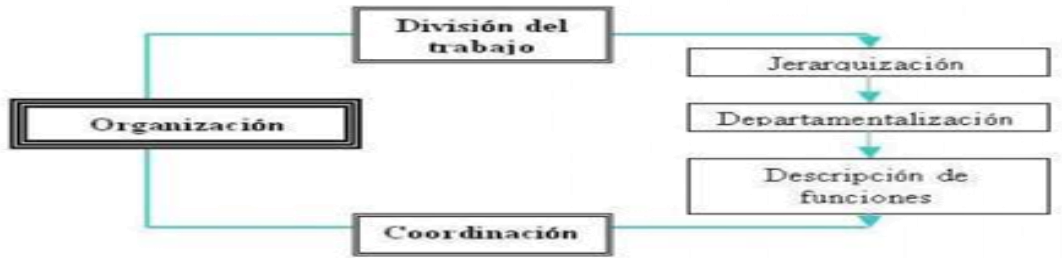 División del
trabajo
Jerarquización
Organización
Departamentalización
Descripción de
funciones
Coordinación